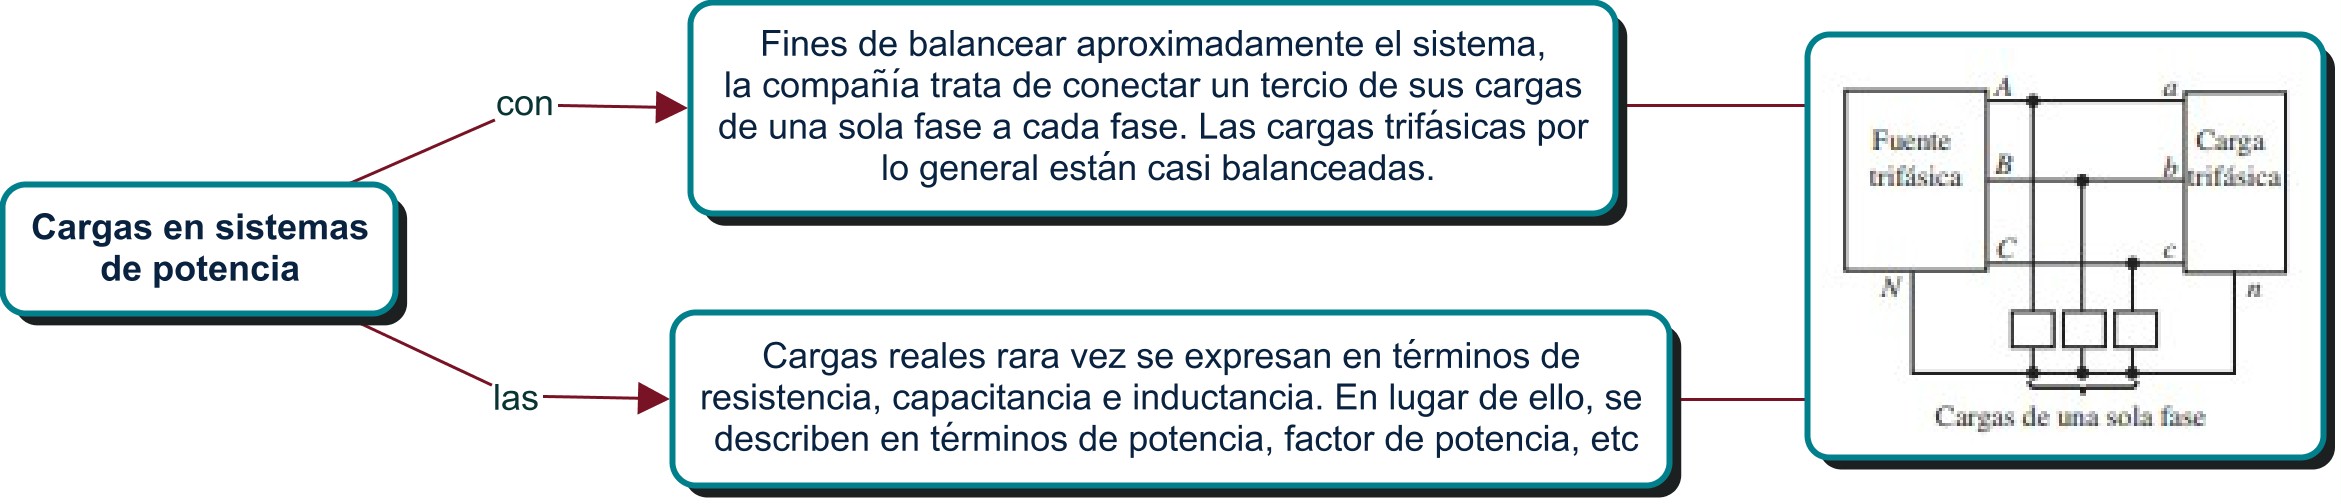 Cargas en sistemas
de potencia
con
Fines de balancear aproximadamente el sistema,
la compañía trata de conectar un tercio de sus cargas
de una sola fase a cada fase. Las cargas trifásicas por
lo general están casi balanceadas.
las
Cargas reales rara vez se expresan en términos de
resistencia, capacitancia e inductancia. En lugar de ello, se
describen en términos de potencia, factor de potencia, etc
A
a
Fuente
trifásica
Carga
trifásica
B
b
C
c
N
n
Cargas de una sola fase